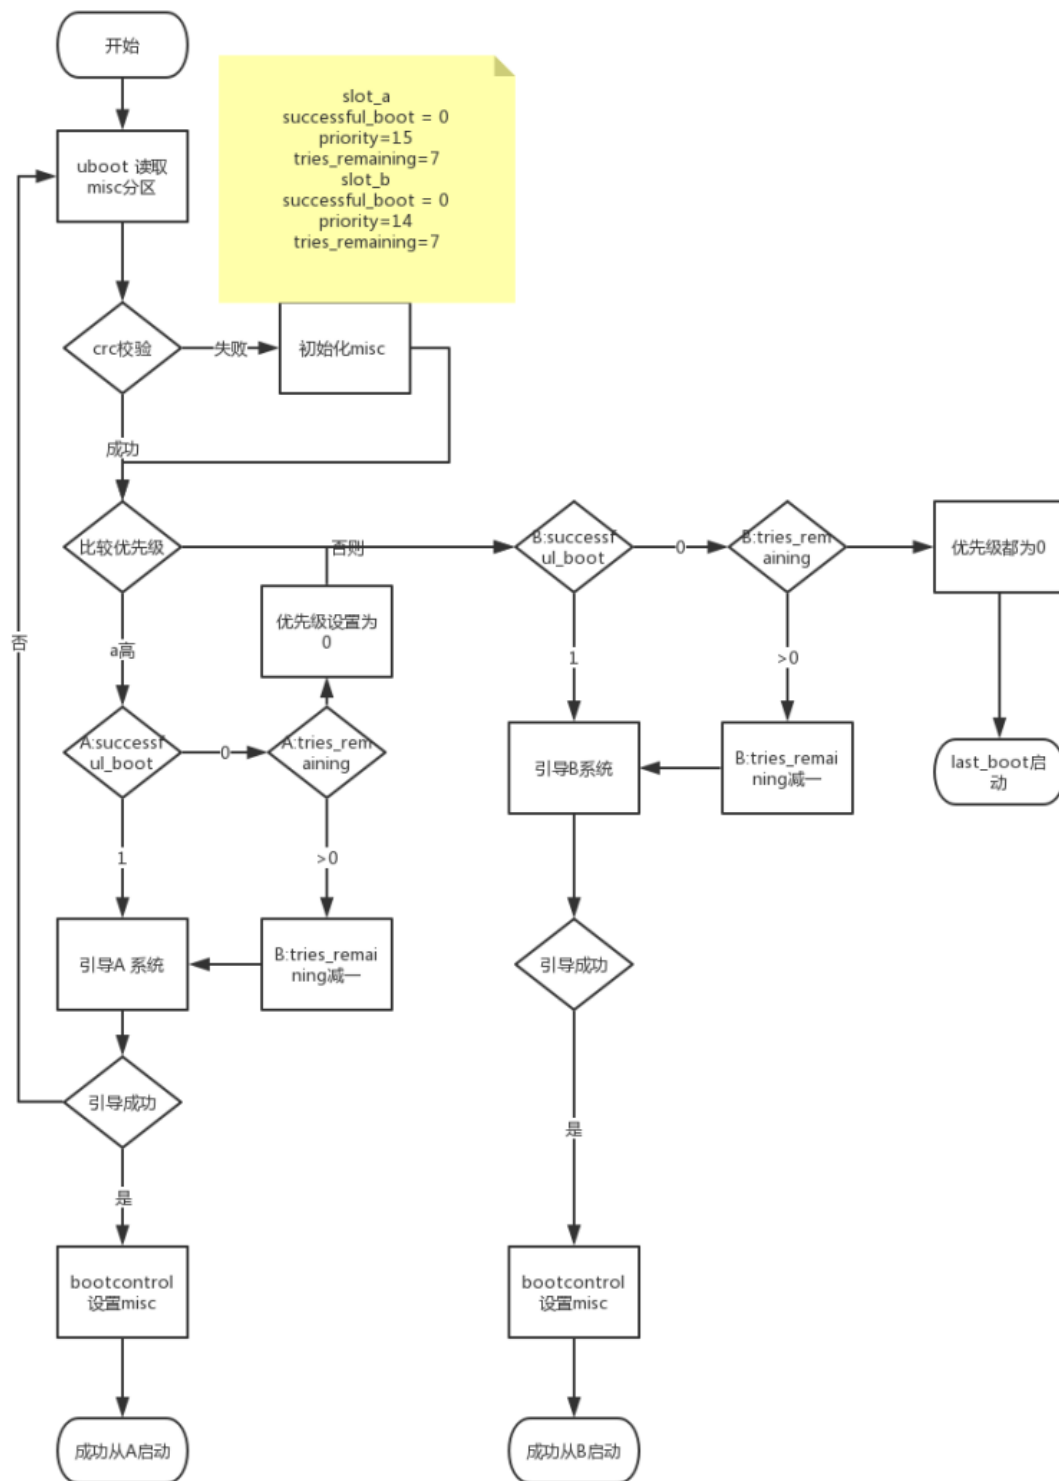 开始
slot_a
successful_boot = 0
priority=15
tries_remaining=7
slot_b
successful_boot = 0
priority=14
tries_remaining=7
uboot 读取
misc分区
crc校验
失败
初始化misc
成功
比较优先级
否则
B:successf
ul_boot
0
B:tries_rem
aining
优先级都为0
优先级设置为
0
否
a高
1
>0
A:successf
ul_boot
0
A:tries_rem
aining
引导B系统
B:tries_remai
ning减一
last_boot启
动
1
>0
引导A 系统
B:tries_remai
ning减一
引导成功
引导成功
是
是
bootcontrol
设置misc
bootcontrol
设置misc
成功从A启动
成功从B启动